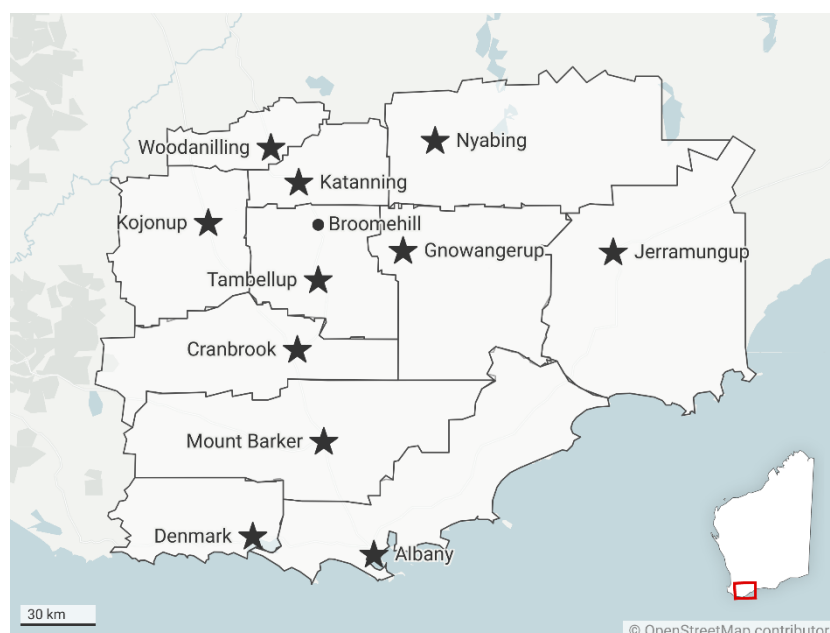 Nyabing
Woodanilling
Katanning
Kojonup
Broomehill
Gnowangerup
Jerramungup
Tambellup
Cranbrook
Mount Barker
Denmark
Albany
30 km
© OpenStreetMap contributor